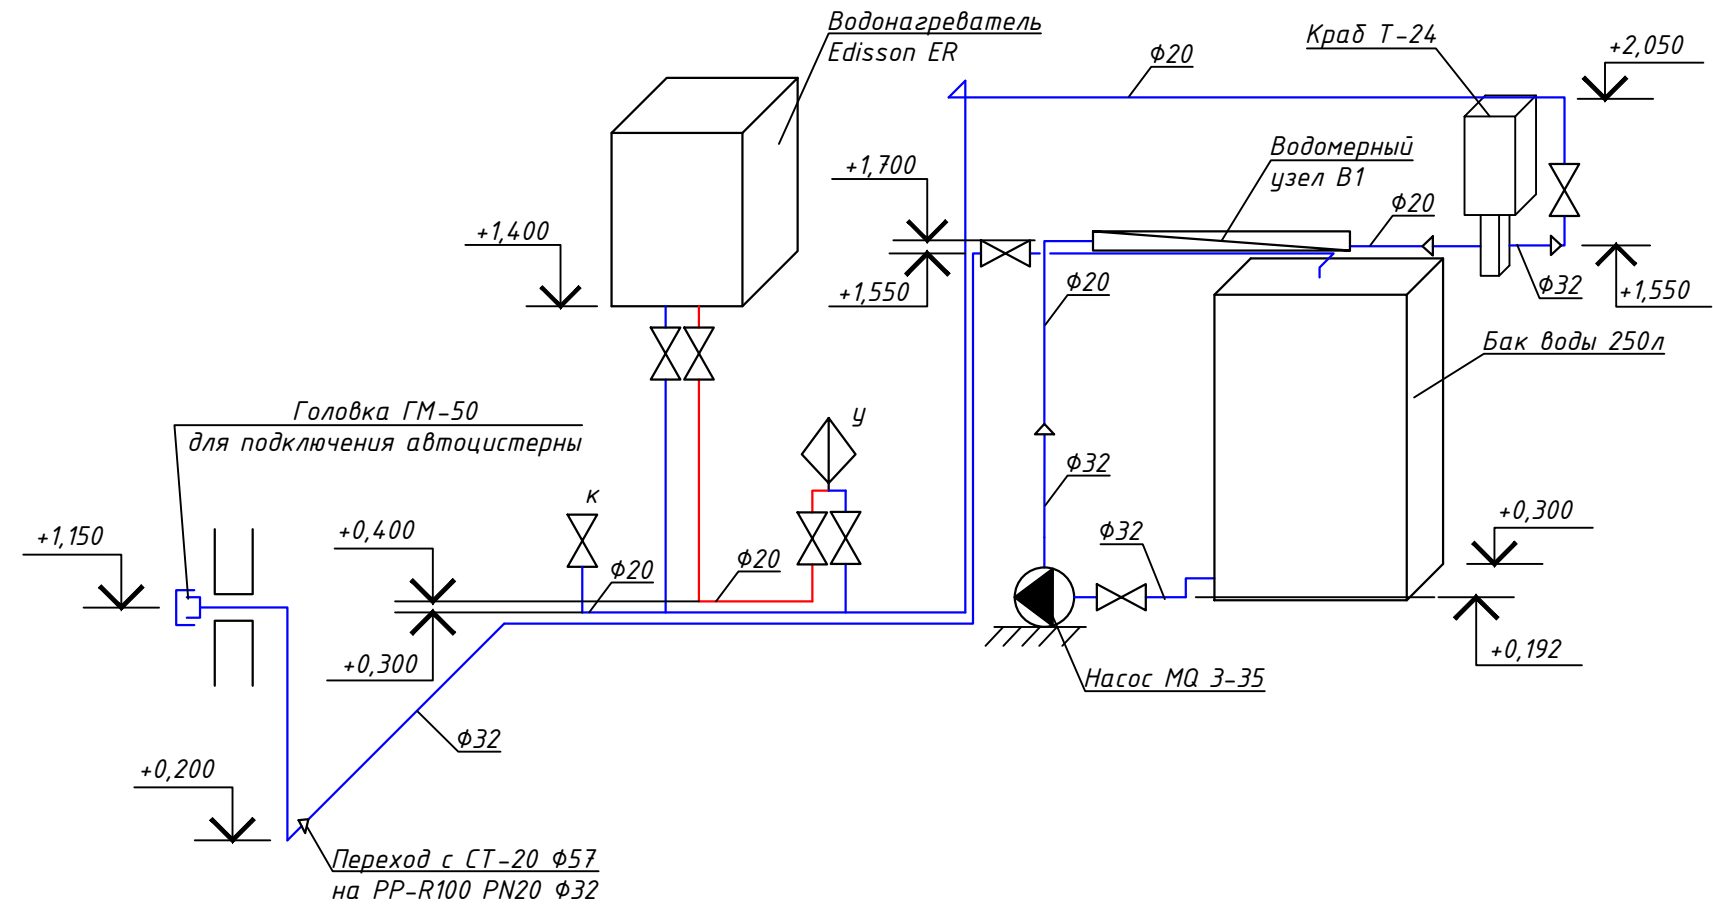 Водонагреватель
Edisson ER
Краб Т-24
+2,050
Ф20
Водомерный
узел В1
+1,700
Ф20
+1,400
+1,550
Ф20
Ф32
+1,550
Бак воды 250л
Головка ГМ-50
для подключения автоцистерны
у
к
Ф32
+1,150
+0,400
Ф20
Ф20
Ф32
+0,300
+0,300
+0,192
Насос MQ 3-35
Ф32
+0,200
Переход с СТ-20 Ф57
на PP-R100 PN20 Ф32